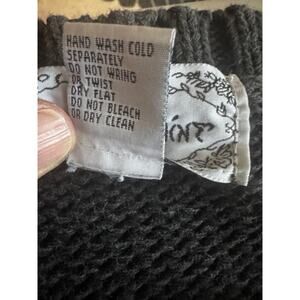 HAND WASH COLD
SEPARATELY
DO NOT WRING
OR TWIST
DRY FLAT
DO NOT BLEACH
OR DRY CLEAN